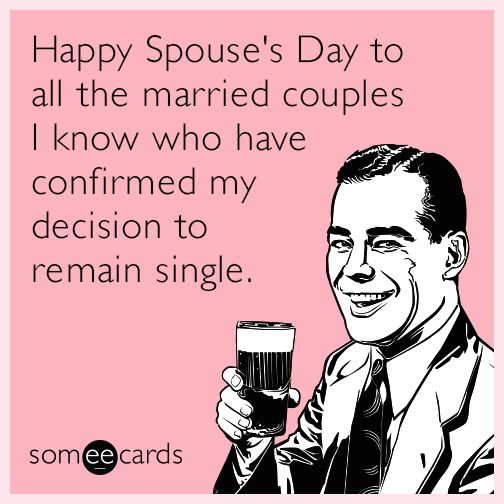 Happy Spouse's Day to
all the married couples
I know who have
confirmed my
decision to
remain single.
someecards